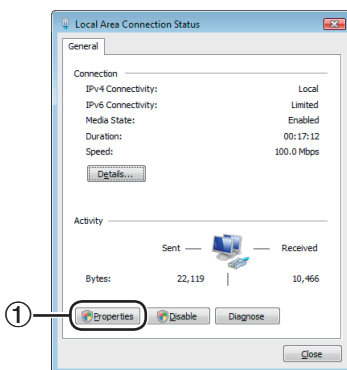 Local Area Connection Status
General
Connection
IPv4 Connectivity: Local
IPv6 Connectivity: Limited
Media State: Enabled
Duration: 00:17:12
Speed: 100.0 Mbps
Details...
Activity
Sent Received
Bytes: 22,119 10,466
1 Properties Disable Diagnose
Close